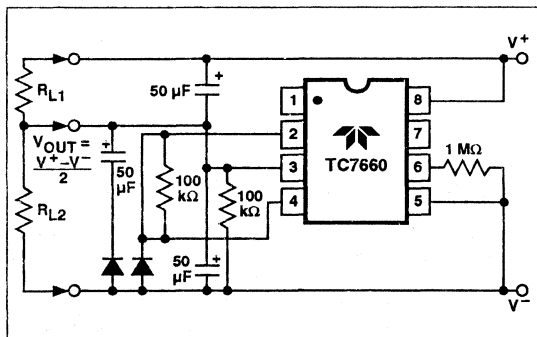 V+
RL1
50 µF
+
1
8
VOUT =
V+–V–
2
+
50
µF
2
7
TC7660
3
6
1 MΩ
RL2
100
kΩ
100
kΩ
4
5
50
µF
+
V–